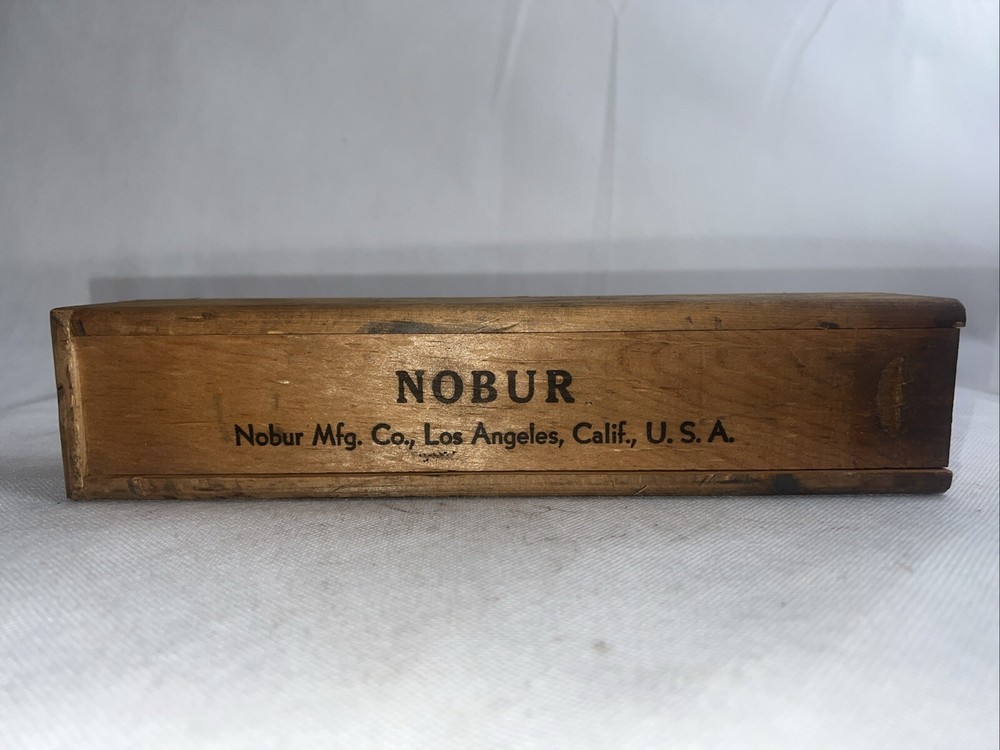 NOBUR
Nobur Mfg. Co., Los Angeles, Calif., U. S. A.